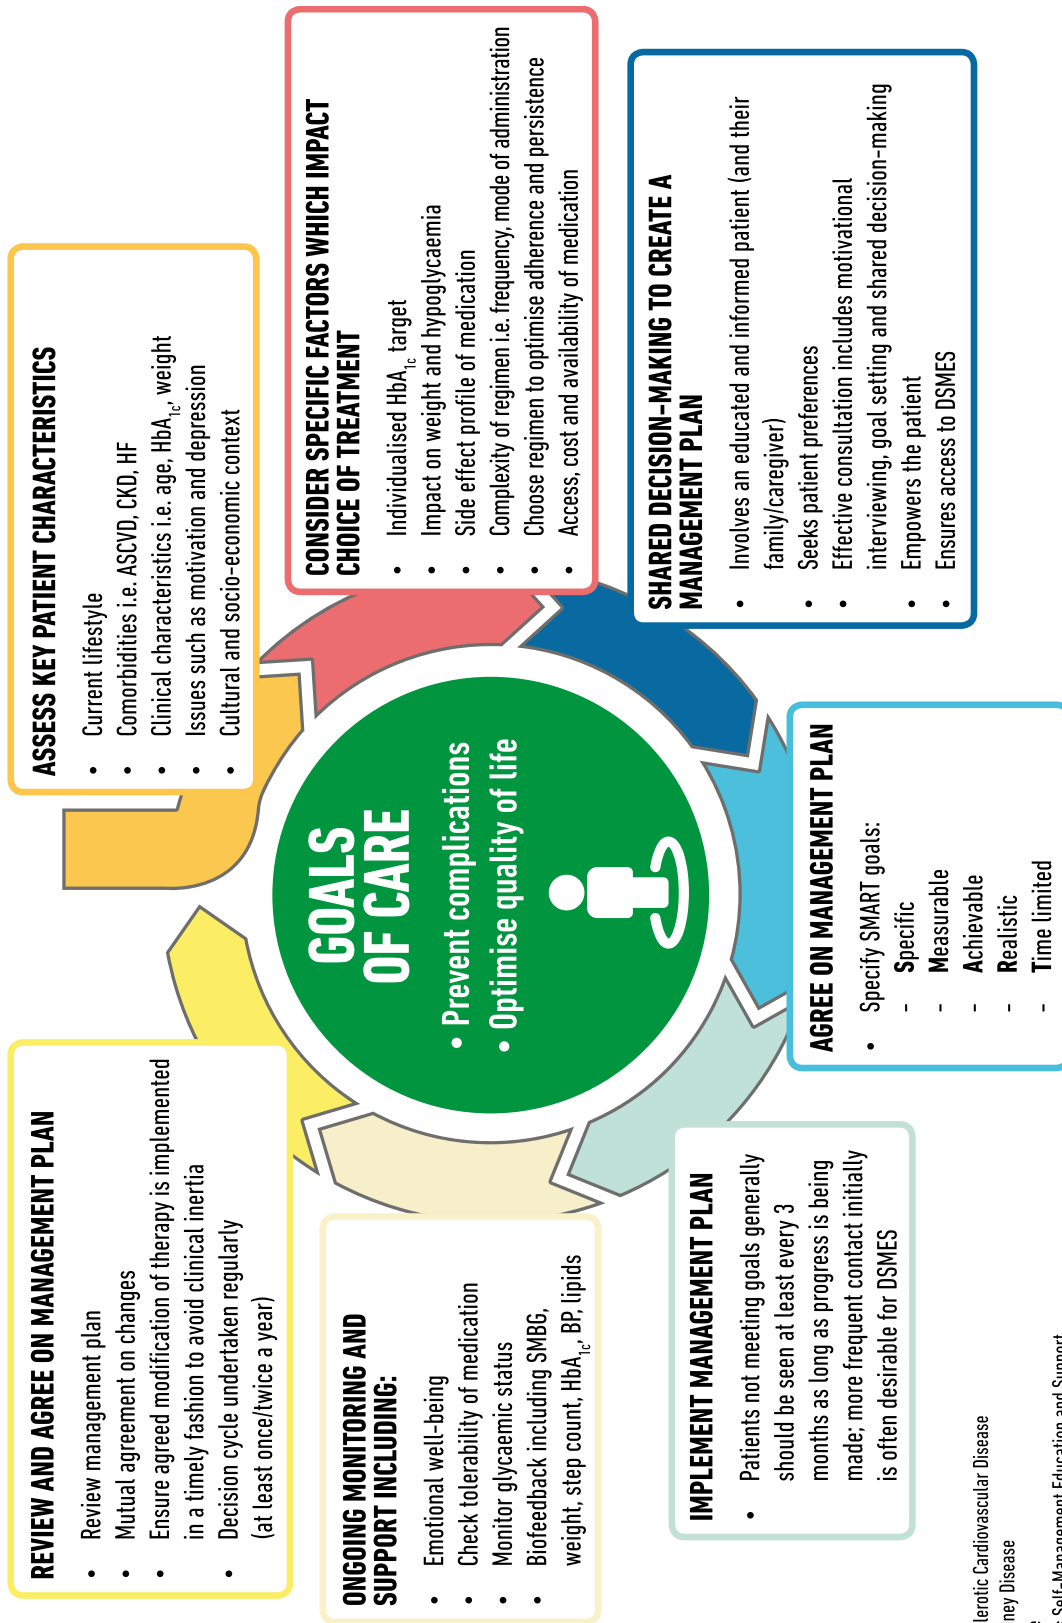 GOALS
OF CARE
• Prevent complications
• Optimise quality of life
ASSESS KEY PATIENT CHARACTERISTICS
• Current lifestyle
• Comorbidities i.e. ASCVD, CKD, HF
• Clinical characteristics i.e. age, HbA1c, weight
• Issues such as motivation and depression
• Cultural and socio-economic context
CONSIDER SPECIFIC FACTORS WHICH IMPACT
CHOICE OF TREATMENT
• Individualised HbA1c target
• Impact on weight and hypoglycaemia
• Side effect profile of medication
• Complexity of regimen i.e. frequency, mode of administration
• Choose regimen to optimise adherence and persistence
• Access, cost and availability of medication
SHARED DECISION-MAKING TO CREATE A
MANAGEMENT PLAN
• Involves an educated and informed patient (and their
family/caregiver)
• Seeks patient preferences
• Effective consultation includes motivational
interviewing, goal setting and shared decision-making
• Empowers the patient
• Ensures access to DSMES
AGREE ON MANAGEMENT PLAN
• Specify SMART goals:
- Specific
- Measurable
- Achievable
- Realistic
- Time limited
IMPLEMENT MANAGEMENT PLAN
• Patients not meeting goals generally
should be seen at least every 3
months as long as progress is being
made; more frequent contact initially
is often desirable for DSMES
ONGOING MONITORING AND
SUPPORT INCLUDING:
• Emotional well-being
• Check tolerability of medication
• Monitor glycaemic status
• Biofeedback including SMBG,
weight, step count, HbA1c, BP, lipids
REVIEW AND AGREE ON MANAGEMENT PLAN
• Review management plan
• Mutual agreement on changes
• Ensure agreed modification of therapy is implemented
in a timely fashion to avoid clinical inertia
• Decision cycle undertaken regularly
(at least once/twice a year)
lerotic Cardiovascular Disease
ney Disease
Self-Management Education and Support